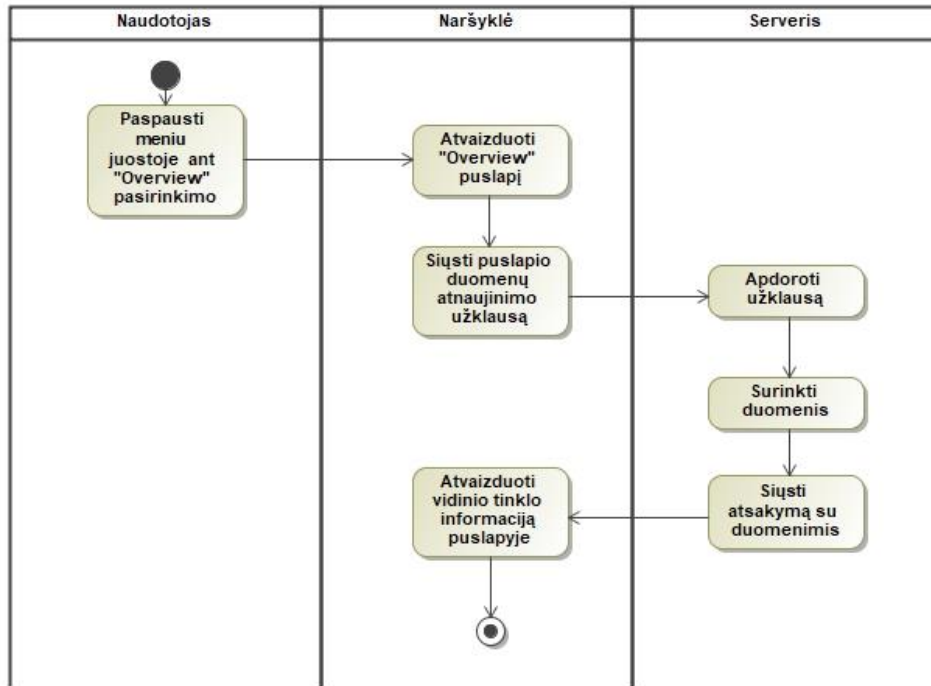 Naudotojas
Naršyklė
Serveris
Paspausti
meniu
juostoje ant
"Overview"
pasirinkimo
Atvaizduoti
"Overview"
puslapį
Siųsti puslapio
duomenų
atnaujinimo
užklausą
Apdoroti
užklausą
Surinkti
duomenis
Siųsti
atsakymą su
duomenimis
Atvaizduoti
vidinio tinklo
informaciją
puslapyje